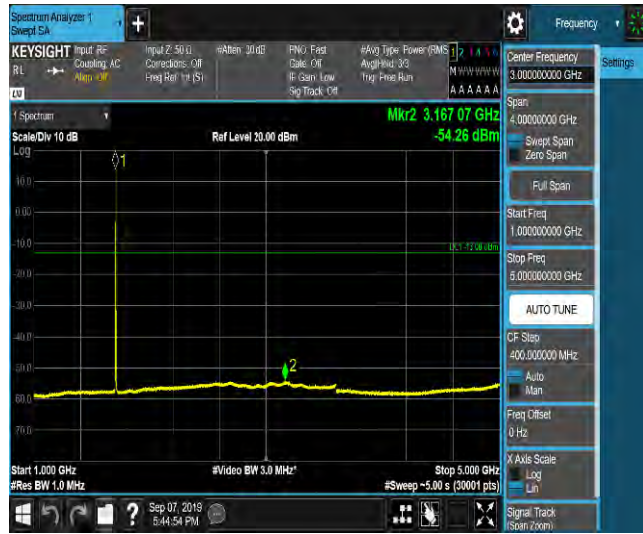 Spectrum Analyzer 1
Swept SA
Frequency
KEYSIGHT
RL
Input: RF
Coupling: AC
Align: Off
Input Z: 50 Ω
Corrections: Off
Freq Ref: Int (S)
#Atten: 30 dB
PNO: Fast
Gate: Off
IF Gain: Low
Sig Track: Off
#Avg Type: Power (RMS
Avg|Hold: 3/3
Trig: Free Run
1 2 3 4 5 6
M W W W W W
A A A A A A
LXI
1 Spectrum
Scale/Div 10 dB
Ref Level 20.00 dBm
Mkr2 3.167 07 GHz
-54.26 dBm
Log
1
10.0
0.00
-10.0
-20.0
-30.0
-40.0
-50.0
-60.0
-70.0
2
Start 1.000 GHz
#Video BW 3.0 MHz*
Stop 5.000 GHz
#Res BW 1.0 MHz
#Sweep ~5.00 s (30001 pts)
Sep 07, 2019
5:44:54 PM
?
Center Frequency
3.000000000 GHz
Settings
Span
4.00000000 GHz
Swept Span
Zero Span
Full Span
Start Freq
1.000000000 GHz
Stop Freq
5.000000000 GHz
AUTO TUNE
CF Step
400.000000 MHz
Auto
Man
Freq Offset
0 Hz
X Axis Scale
Log
Lin
Signal Track
(Span Zoom)